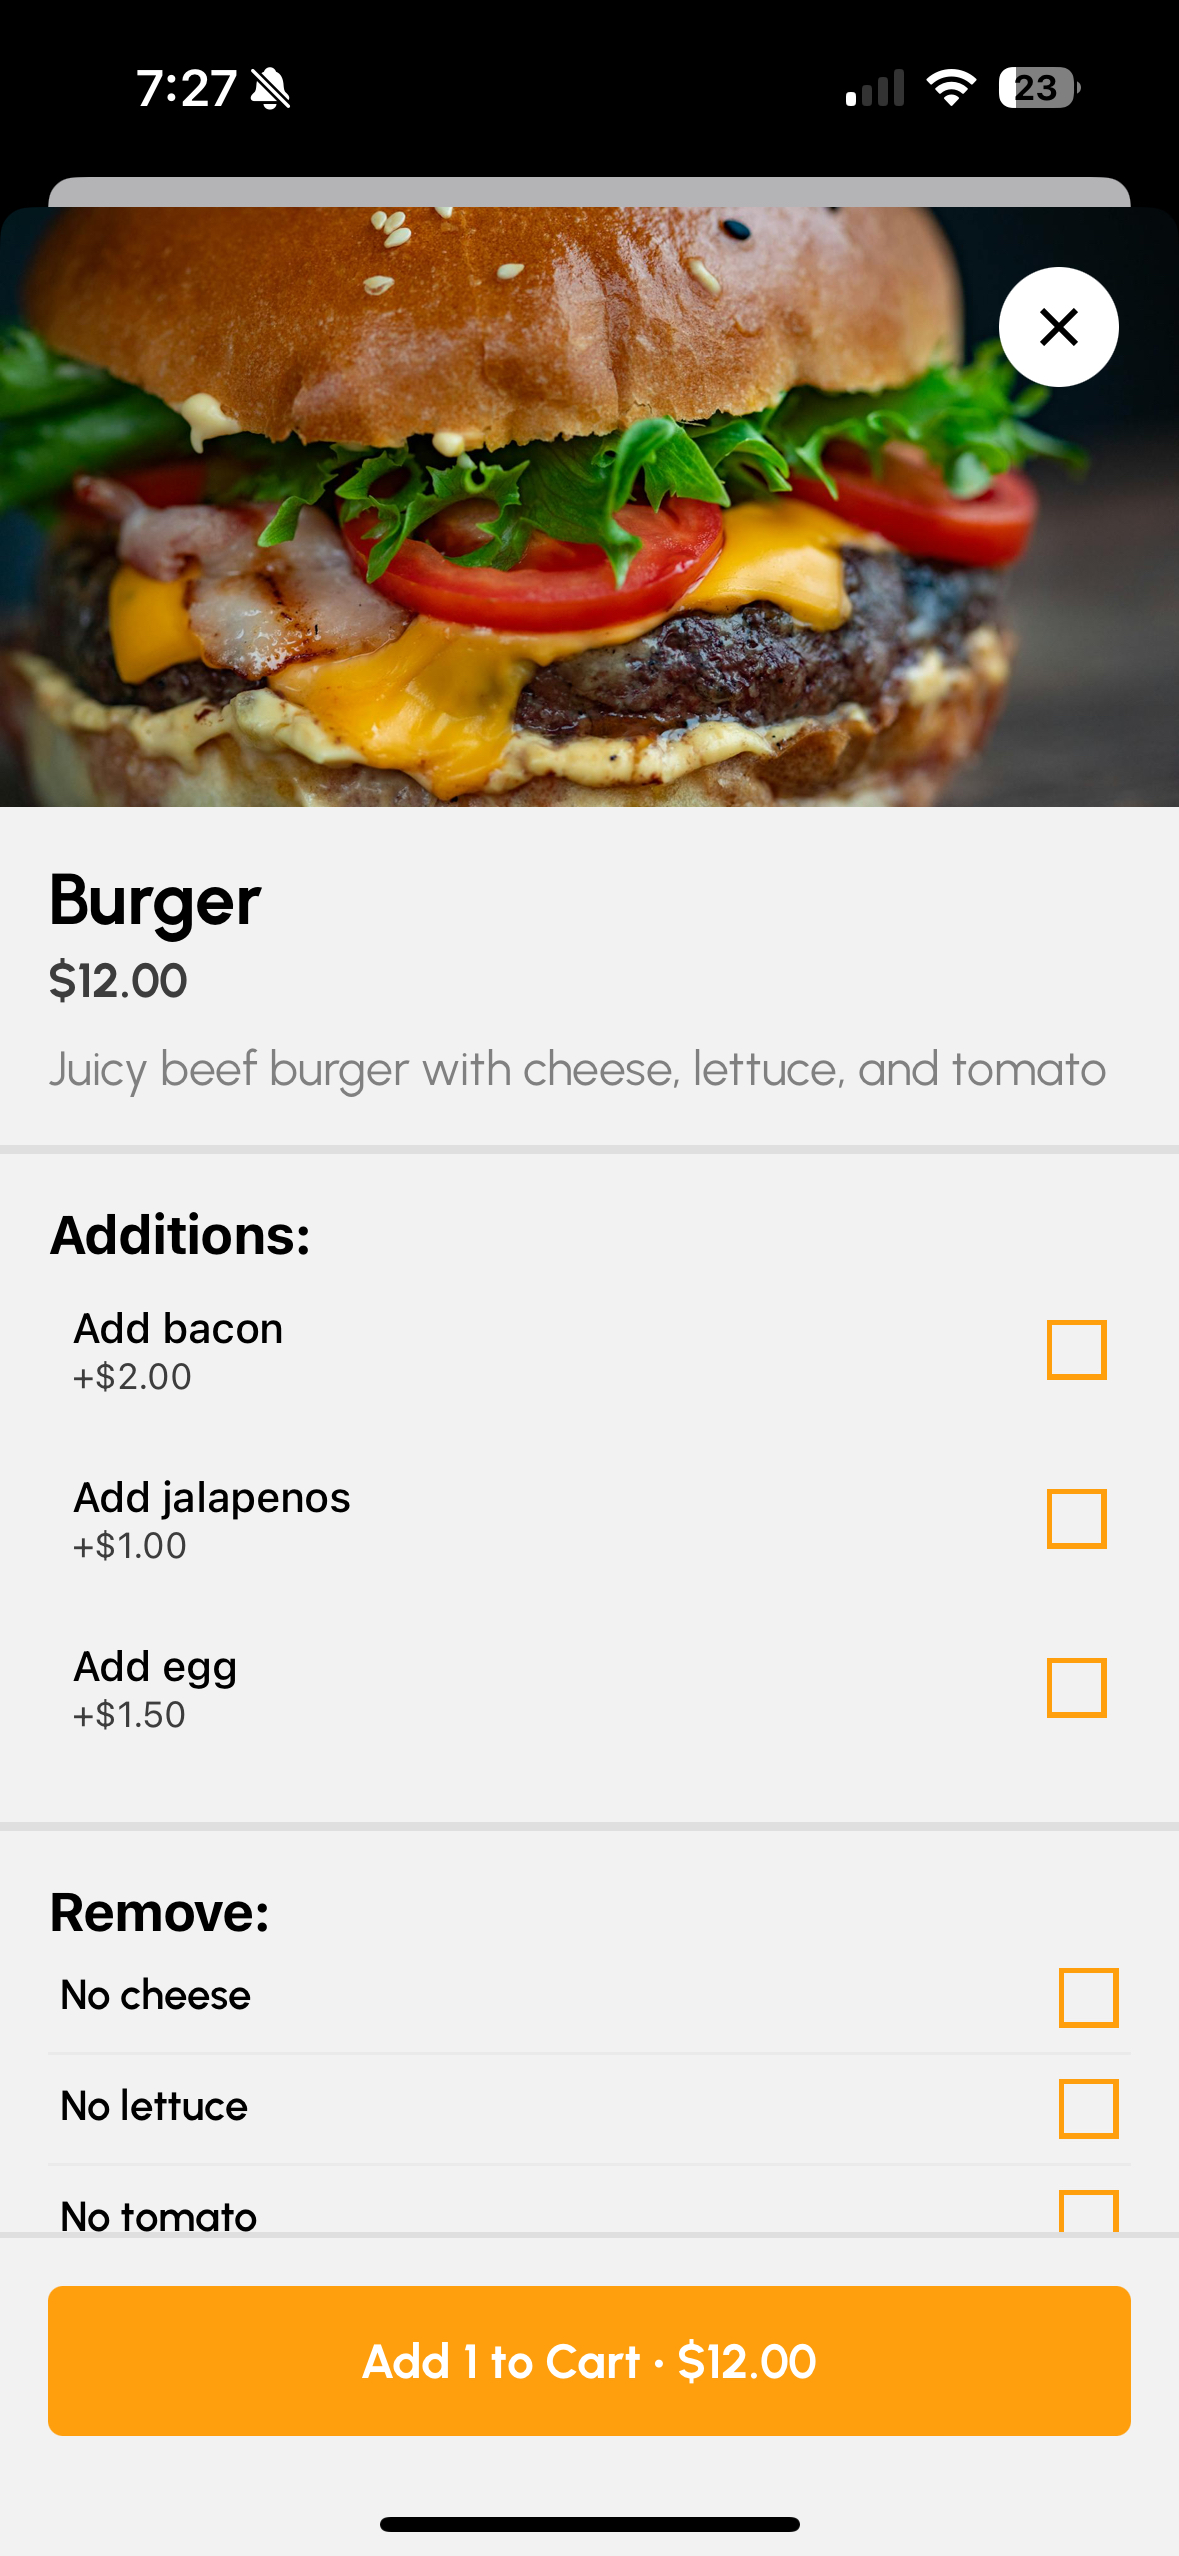 7:27
23
Burger
$12.00
Juicy beef burger with cheese, lettuce, and tomato
Additions:
Add bacon
+$2.00
Add jalapenos
+$1.00
Add egg
+$1.50
Remove:
No cheese
No lettuce
No tomato
Add 1 to Cart · $12.00